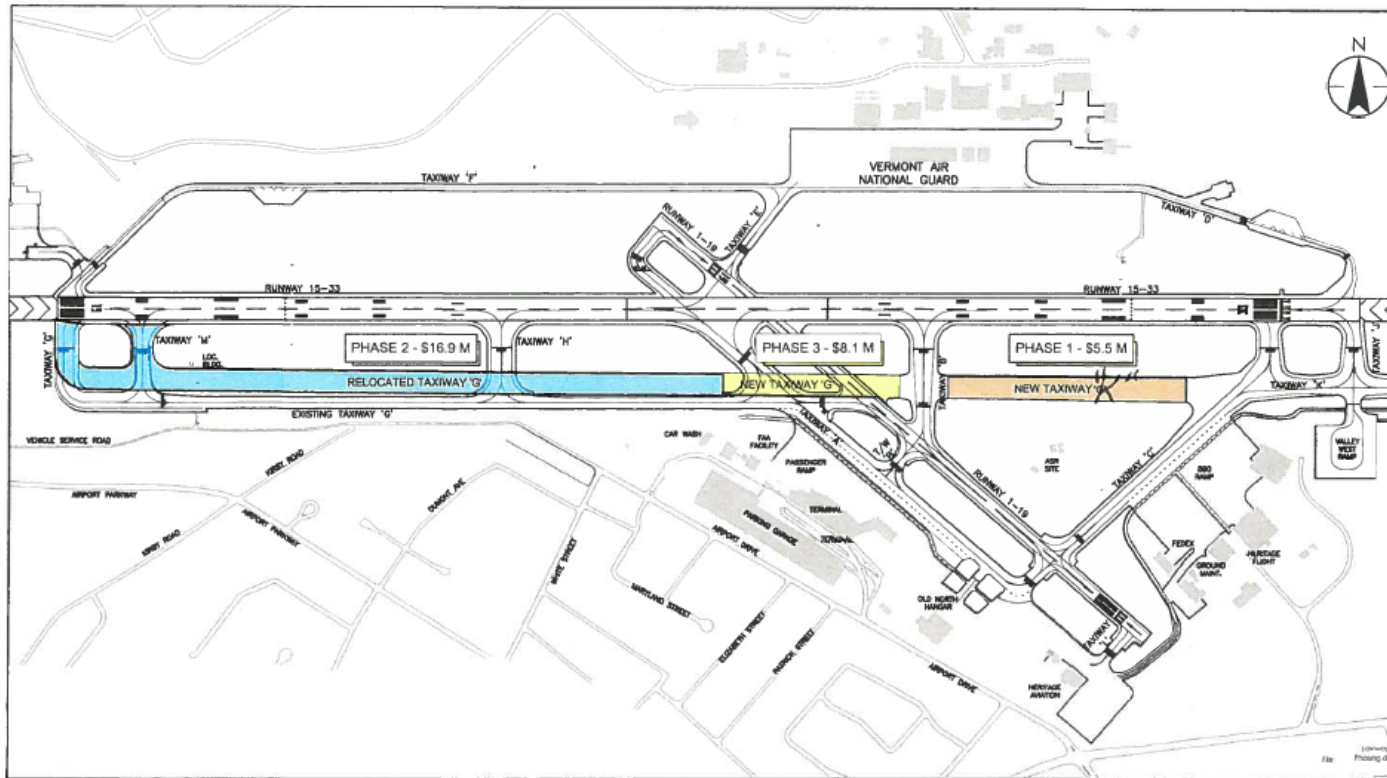 N
VERMONT AIR
NATIONAL GUARD
TAXIWAY 'F'
RUNWAY 1-19
TAXIWAY 'E'
TAXIWAY 'D'
RUNWAY 15-33
RUNWAY 15-33
TAXIWAY 'G'
TAXIWAY 'M'
LOC.
BLDG.
PHASE 2 - $16.9 M
TAXIWAY 'H'
PHASE 3 - $8.1 M
TAXIWAY 'B'
PHASE 1 - $5.5 M
TAXIWAY 'J'
RELOCATED TAXIWAY 'G'
NEW TAXIWAY 'G'
NEW TAXIWAY
TAXIWAY 'K'
EXISTING TAXIWAY 'G'
VEHICLE SERVICE ROAD
KIRBY ROAD
CAR WASH
FAA
FACILITY
PASSENGER
RAMP
TAXIWAY 'A'
T/W
RUNWAY 1-19
ASR
SITE
TAXIWAY 'C'
RAMP
VALLEY
WEST
RAMP
AIRPORT PARKWAY
KIRBY ROAD
AIRPORT PARKWAY
DUMONT AVE
WHITE STREET
PARKING GARAGE
TERMINAL
AIRPORT DRIVE
MARYLAND STREET
ELIZABETH STREET
PATRICK STREET
OLD NORTH
HANGAR
FEDEX
GROUND
MAINT.
HERITAGE
FLIGHT
TAXIWAY 'L'
HERITAGE
AVIATION
AIRPORT DRIVE
File